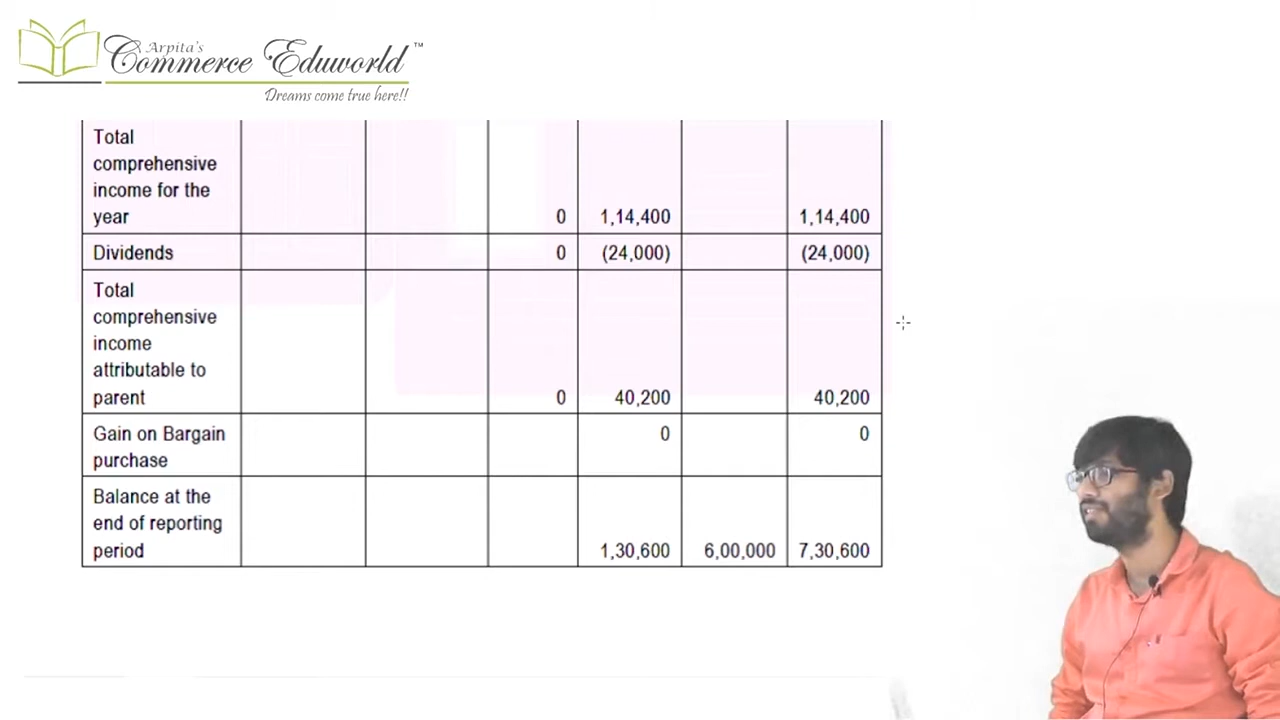 Arpita's
Commerce Eduworld ™
Dreams come true here!!
Total
comprehensive
income for the
year 0 1,14,400 1,14,400
Dividends 0 (24,000) (24,000)
Total
comprehensive
income
attributable to
parent 0 40,200 40,200
Gain on Bargain 0 0
purchase
Balance at the
end of reporting
period 1,30,600 6,00,000 7,30,600